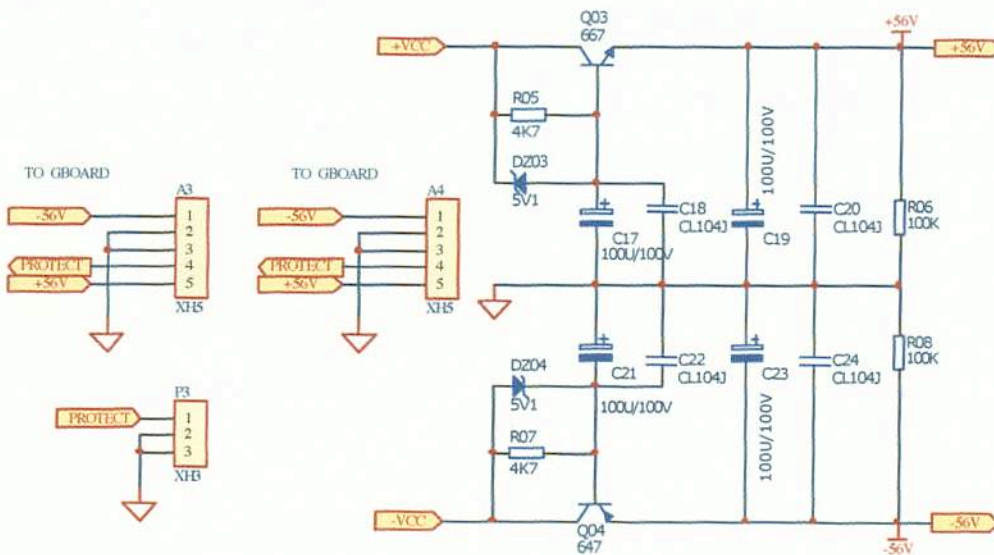 Q03
667
+56V
+VCC
+56V
R05
4K7
100U/100V
TO GBOARD
TO GBOARD
DZ03
5V1
A3
A4
-56V
1
2
3
PROTECT
4
+56V
5
XH5
-56V
1
2
3
PROTECT
4
+56V
5
XH5
C17
100U/100V
C18
CL104J
C19
C20
CL104J
R06
100K
DZ04
5V1
C21
100U/100V
C22
CL104J
C23
100U/100V
C24
CL104J
R08
100K
P3
PROTECT
1
2
3
XH3
R07
4K7
-VCC
Q04
647
-56V
-56V